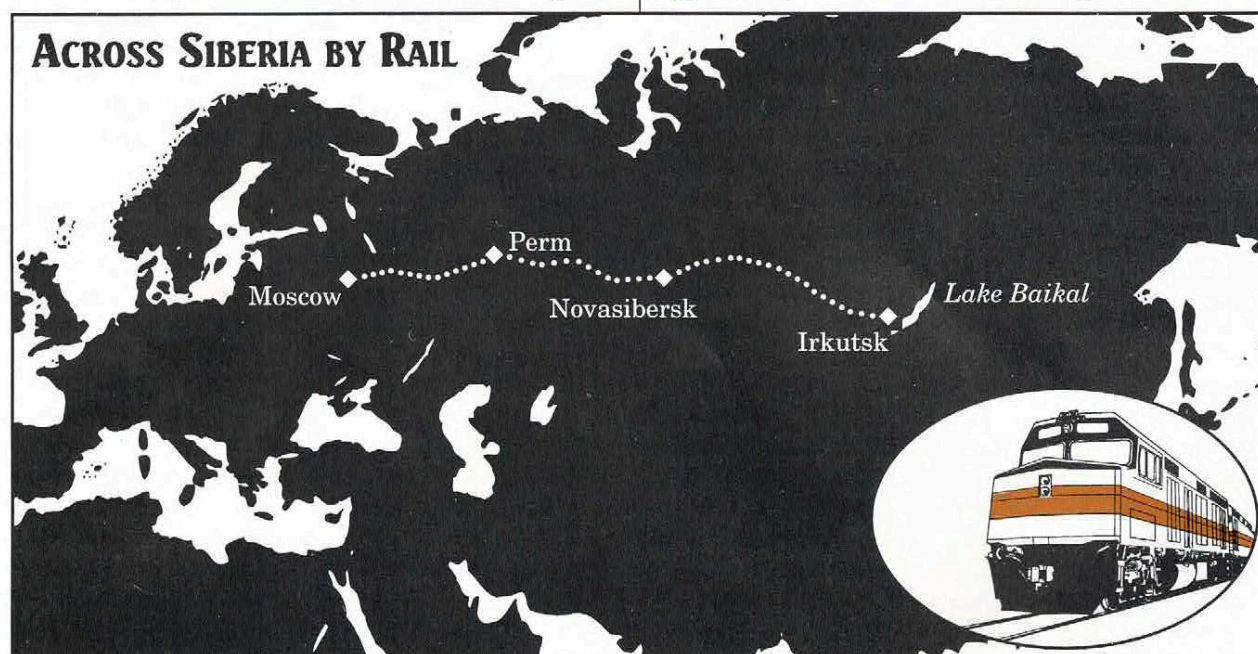 ACROSS SIBERIA BY RAIL
Perm
Moscow
Novasibersk
Lake Baikal
Irkutsk